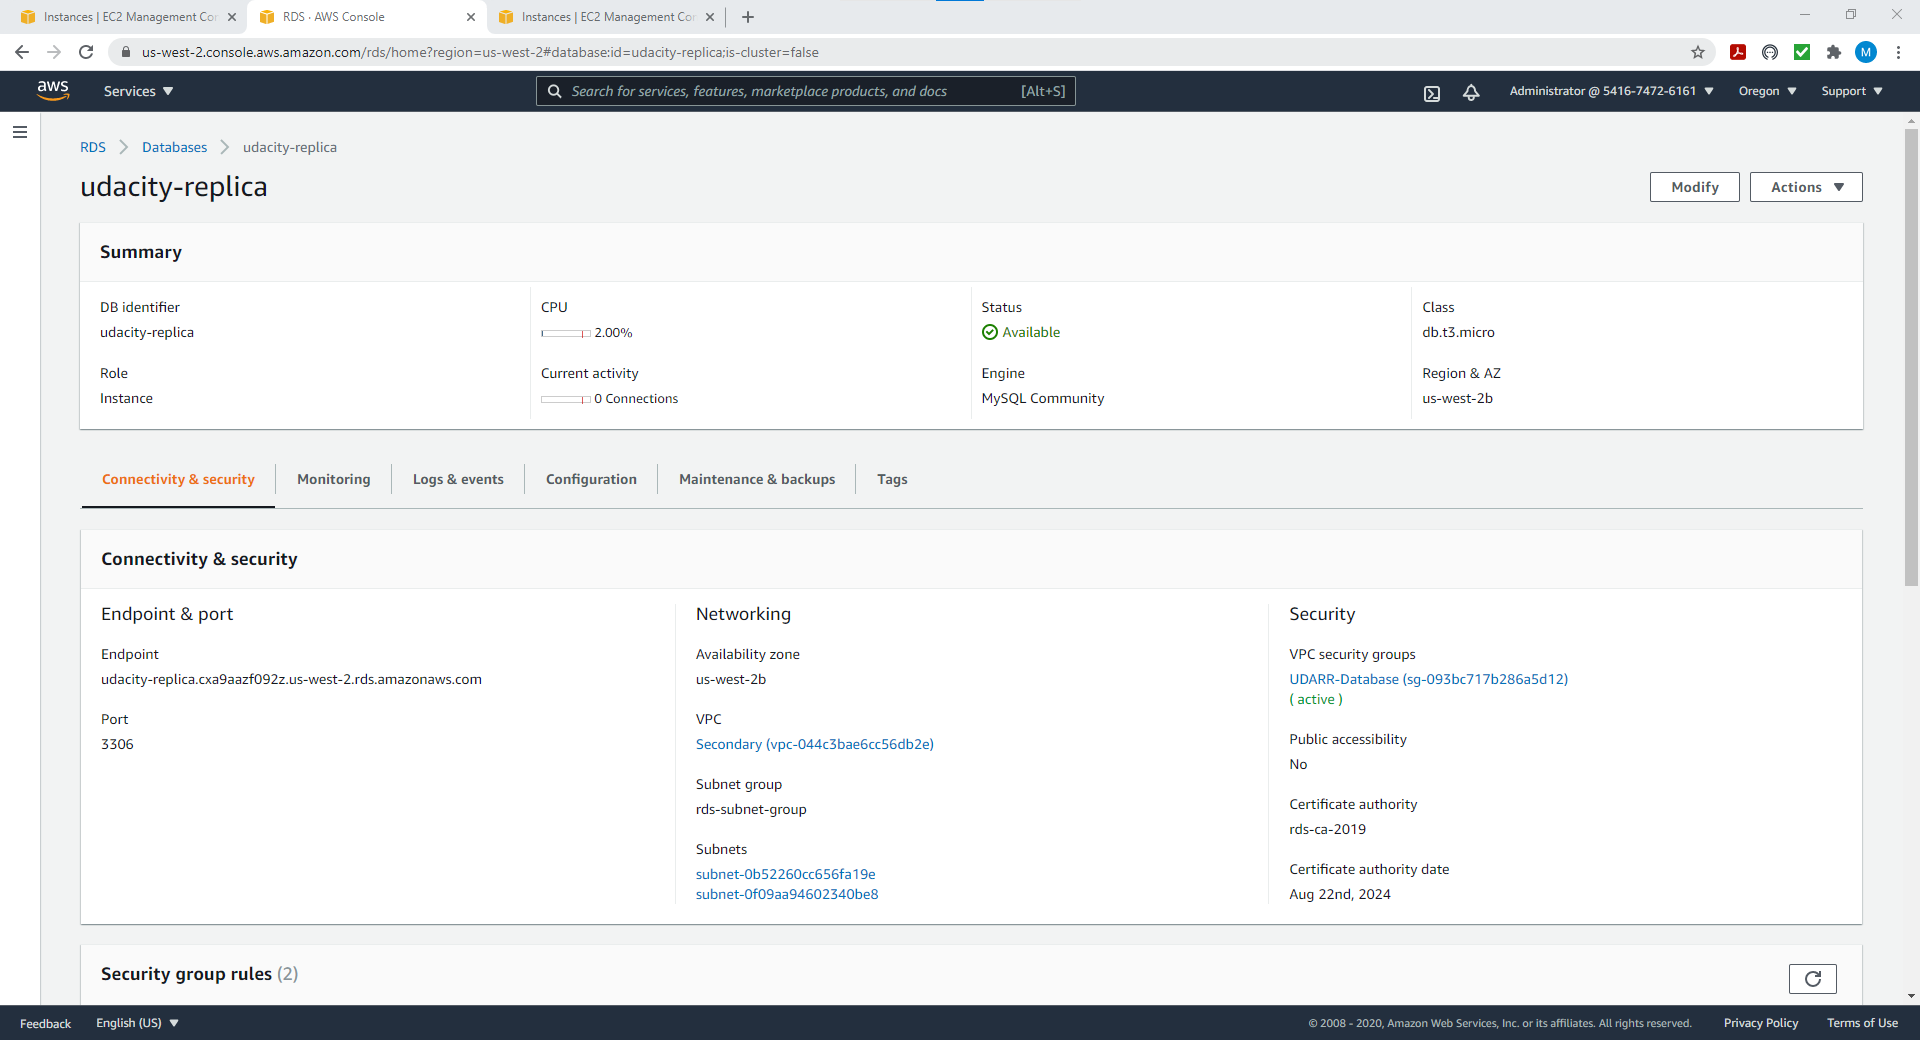 Instances | EC2 Management Con
RDS · AWS Console
Instances | EC2 Management Con
us-west-2.console.aws.amazon.com/rds/home?region=us-west-2#database:id=udacity-replica;is-cluster=false
M
aws
Services
Search for services, features, marketplace products, and docs [Alt+S]
Administrator @ 5416-7472-6161
Oregon
Support
RDS
Databases
udacity-replica
udacity-replica
Modify
Actions
Summary
DB identifier
udacity-replica
CPU
2.00%
Status
Available
Class
db.t3.micro
Role
Instance
Current activity
0 Connections
Engine
MySQL Community
Region & AZ
us-west-2b
Connectivity & security
Monitoring
Logs & events
Configuration
Maintenance & backups
Tags
Connectivity & security
Endpoint & port
Endpoint
udacity-replica.cxa9aazf092z.us-west-2.rds.amazonaws.com
Port
3306
Networking
Availability zone
us-west-2b
VPC
Secondary (vpc-044c3bae6cc56db2e)
Subnet group
rds-subnet-group
Subnets
subnet-0b52260cc656fa19e
subnet-0f09aa94602340be8
Security
VPC security groups
UDARR-Database (sg-093bc717b286a5d12)
( active )
Public accessibility
No
Certificate authority
rds-ca-2019
Certificate authority date
Aug 22nd, 2024
Security group rules (2)
Feedback
English (US)
© 2008 - 2020, Amazon Web Services, Inc. or its affiliates. All rights reserved.
Privacy Policy
Terms of Use